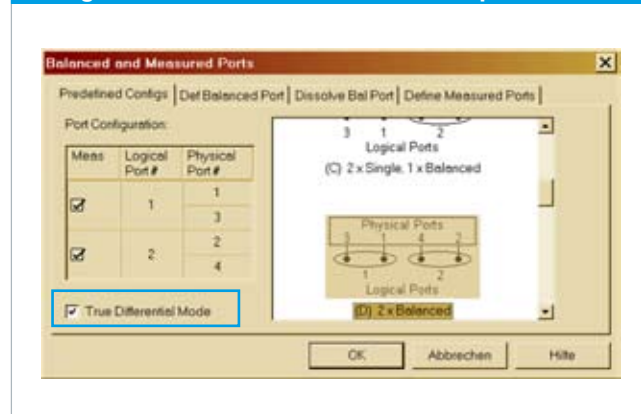 Balanced and Measured Ports
Predefined Configs
Def Balanced Port
Dissolve Bal Port
Define Measured Ports
Port Configuration:
Meas
Logical Port #
Physical Port #
1
1
3
2
2
4
True Differential Mode
3 1 2
Logical Ports
(C) 2 x Single, 1 x Balanced
Physical Ports
3 1 4 2
1 2
Logical Ports
(D) 2 x Balanced
OK
Abbrechen
Hilfe